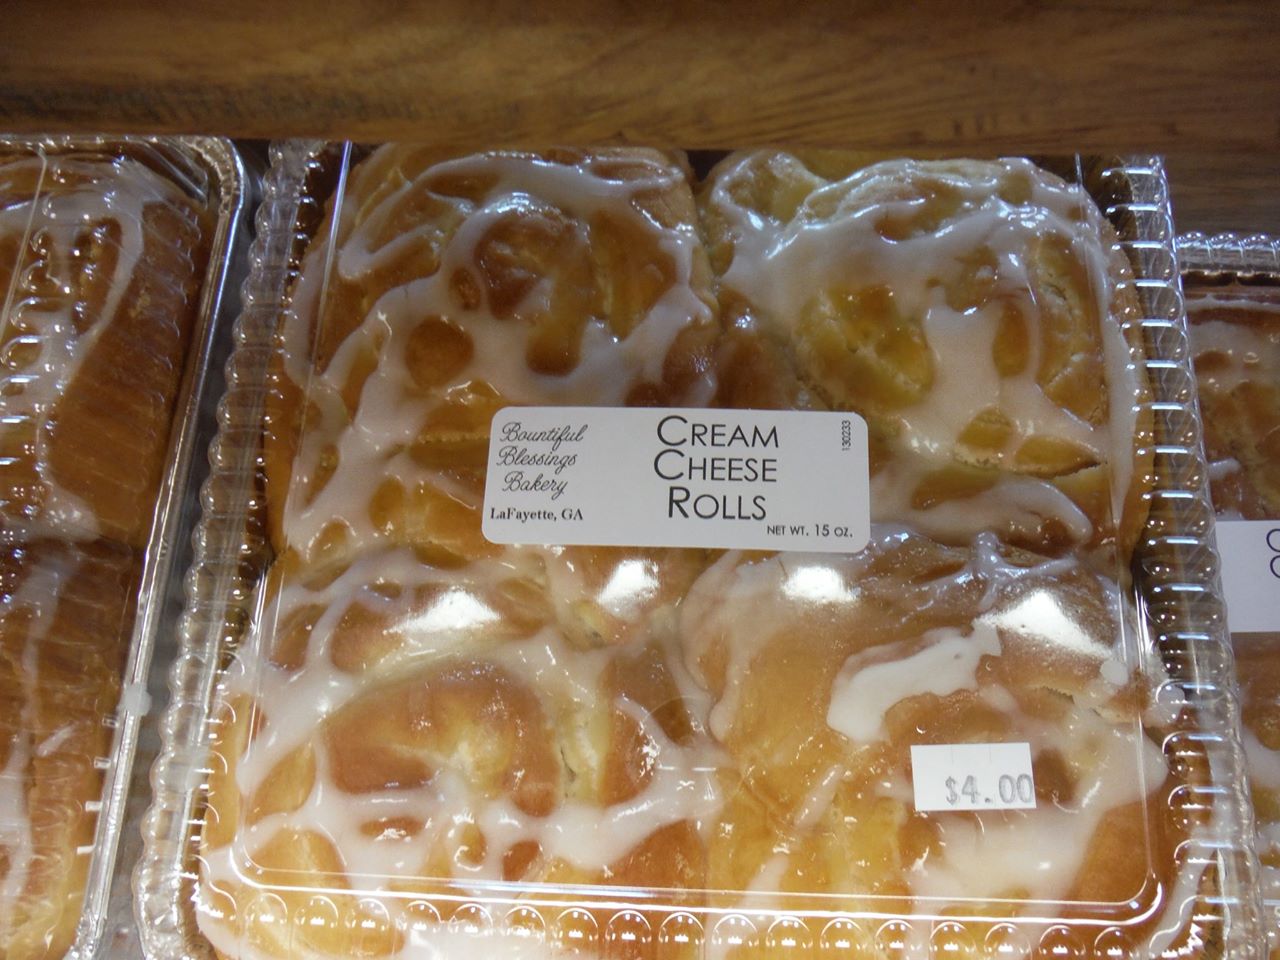 Bountiful
Blessings
Bakery
LaFayette, GA
CREAM
CHEESE
ROLLS
NET WT. 15 OZ.
130233
$4.00
C
C